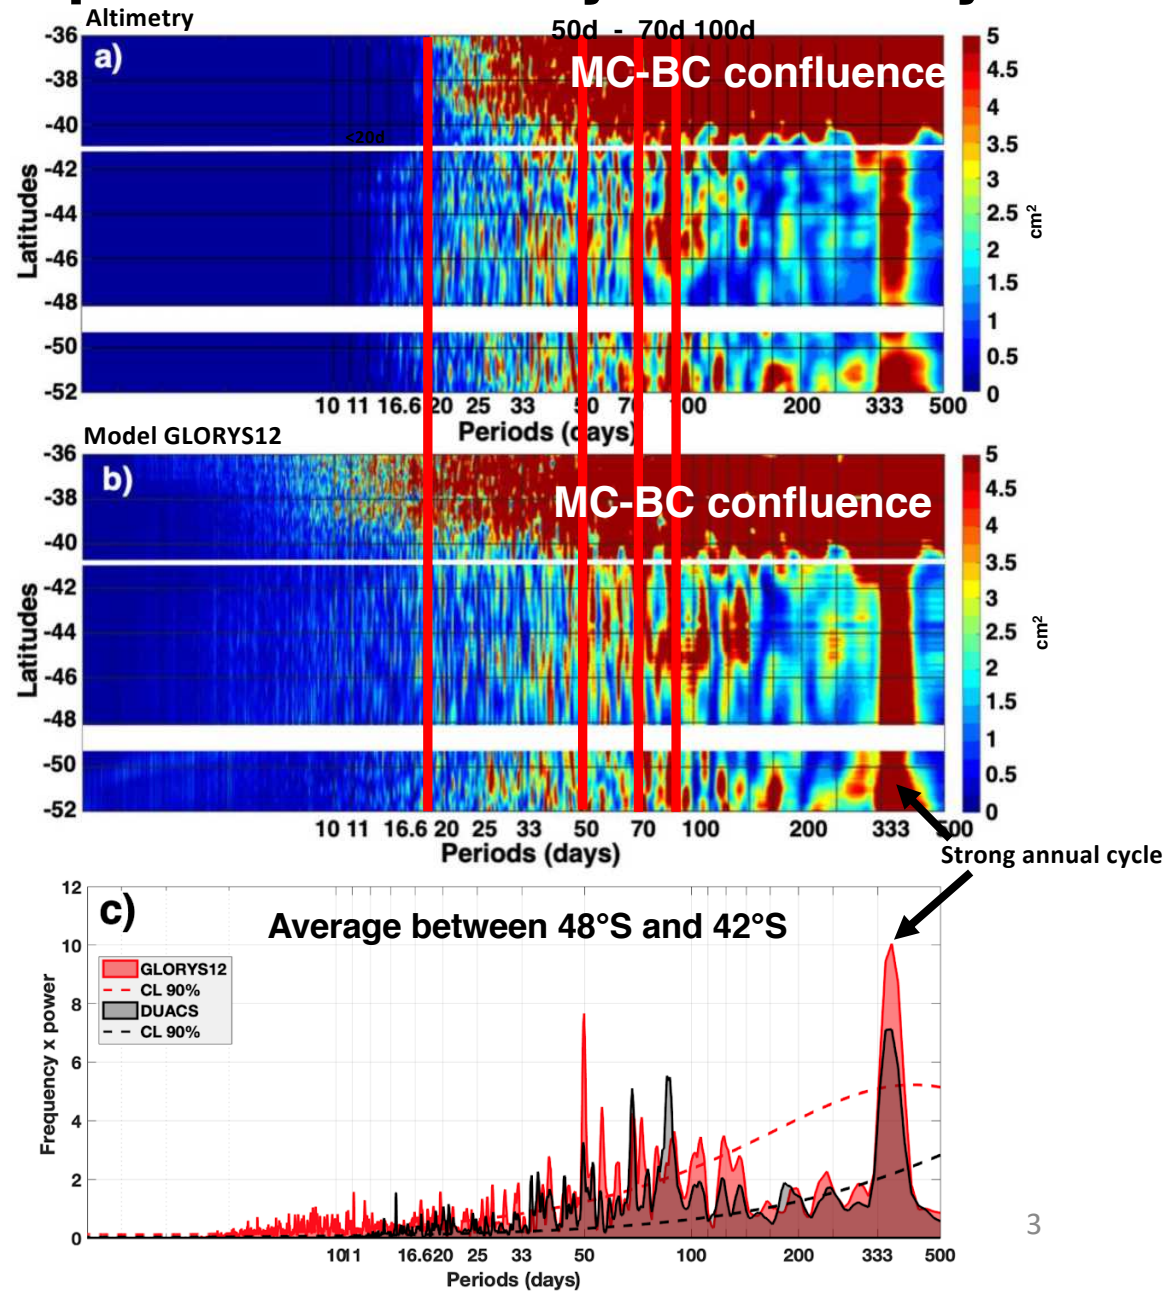 Altimetry
50d - 70d 100d
a)
MC-BC confluence
<20d
-36
-38
-40
-42
-44
-46
-48
-50
-52
Latitudes
5
4.5
4
3.5
3
2.5
2
1.5
1
0.5
0
cm²
10 11 16.6 20 25 33 50 70 100 200 333 500
Periods (days)
Model GLORYS12
b)
MC-BC confluence
-36
-38
-40
-42
-44
-46
-48
-50
-52
Latitudes
5
4.5
4
3.5
3
2.5
2
1.5
1
0.5
0
cm²
10 11 16.6 20 25 33 50 70 100 200 333 500
Periods (days)
Strong annual cycle
c)
Average between 48°S and 42°S
GLORYS12
CL 90%
DUACS
CL 90%
12
10
8
6
4
2
0
Frequency x power
1011 16.620 25 33 50 100 200 333 500
Periods (days)
3